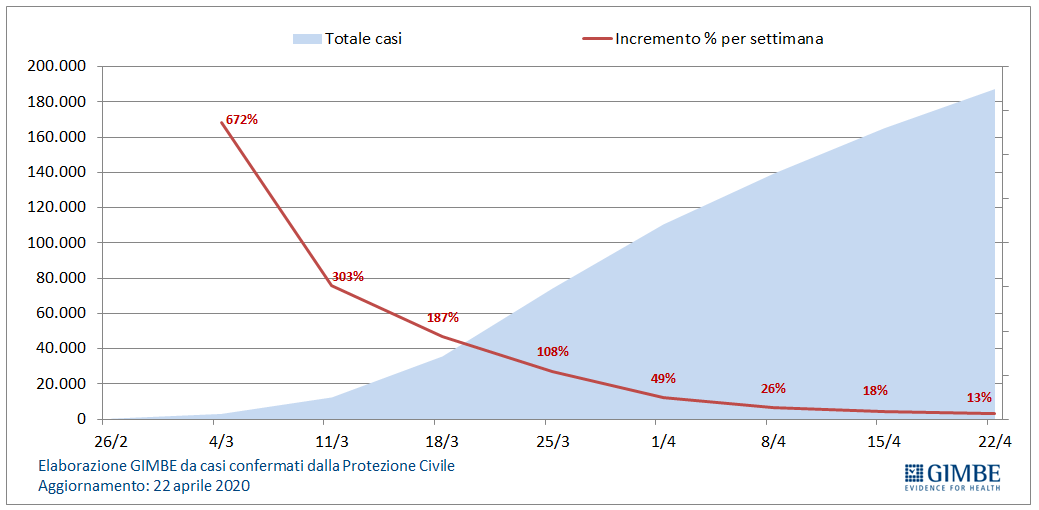 Totale casi
Incremento % per settimana
200.000
180.000
160.000
140.000
120.000
100.000
80.000
60.000
40.000
20.000
0
672%
303%
187%
108%
49%
26%
18%
13%
26/2 4/3 11/3 18/3 25/3 1/4 8/4 15/4 22/4
Elaborazione GIMBE da casi confermati dalla Protezione Civile
Aggiornamento: 22 aprile 2020
GIMBE
EVIDENCE FOR HEALTH